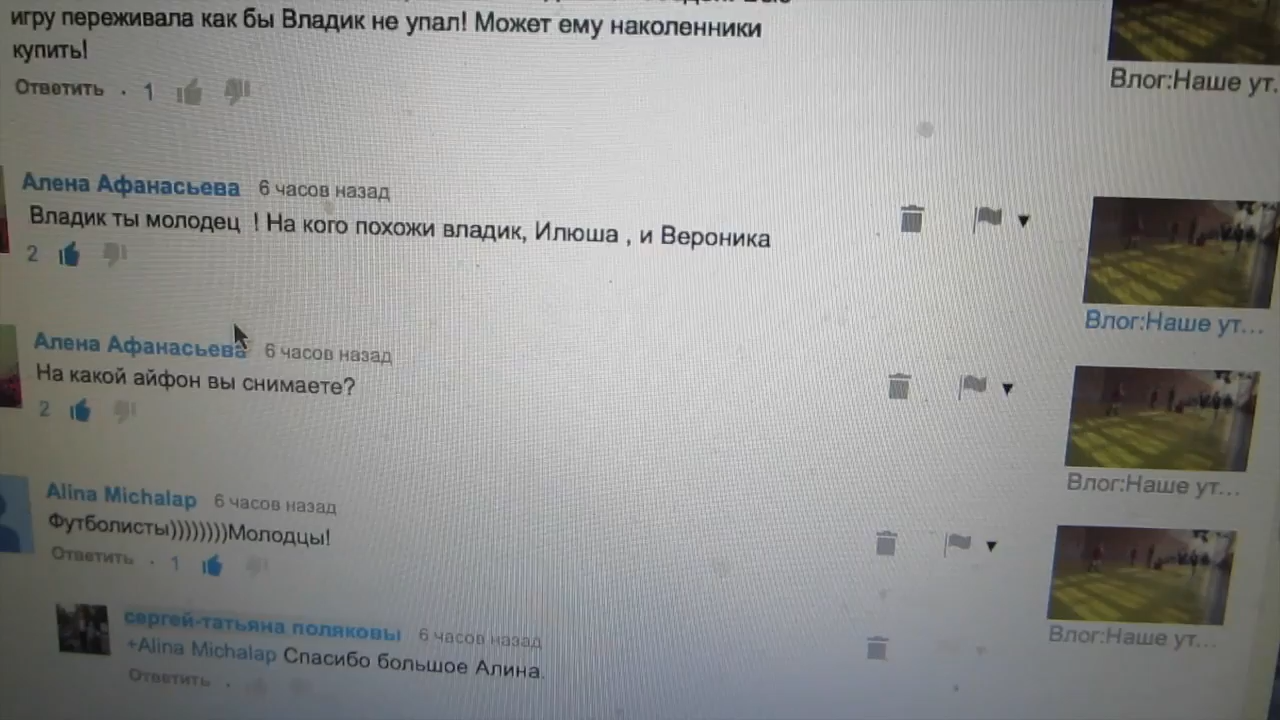 игру переживала как бы Владик не упал! Может ему наколенники
купить!
Ответить · 1
Влог:Наше ут.
Алена Афанасьева 6 часов назад
Владик ты молодец ! На кого похожи владик, Илюша , и Вероника
2
Влог:Наше ут...
Алена Афанасьева 6 часов назад
На какой айфон вы снимаете?
2
Влог:Наше ут...
Alina Michalap 6 часов назад
Футболисты))))))))Молодцы!
Ответить · 1
Влог:Наше ут...
сергей-татьяна поляковы 6 часов назад
+Alina Michalap Спасибо большое Алина.
Ответить ·